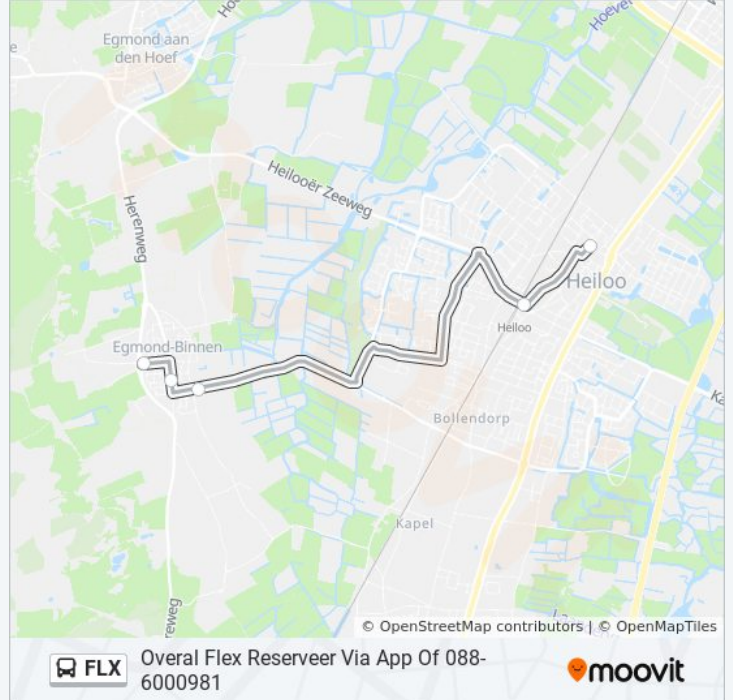 Egmond aan
den Hoef
Heilooër Zeeweg
Herenweg
Heiloo
Heiloo
Egmond-Binnen
Bollendorp
Kapel
© OpenStreetMap contributors | © OpenMapTiles
FLX
Overal Flex Reserveer Via App Of 088-
6000981
moovit